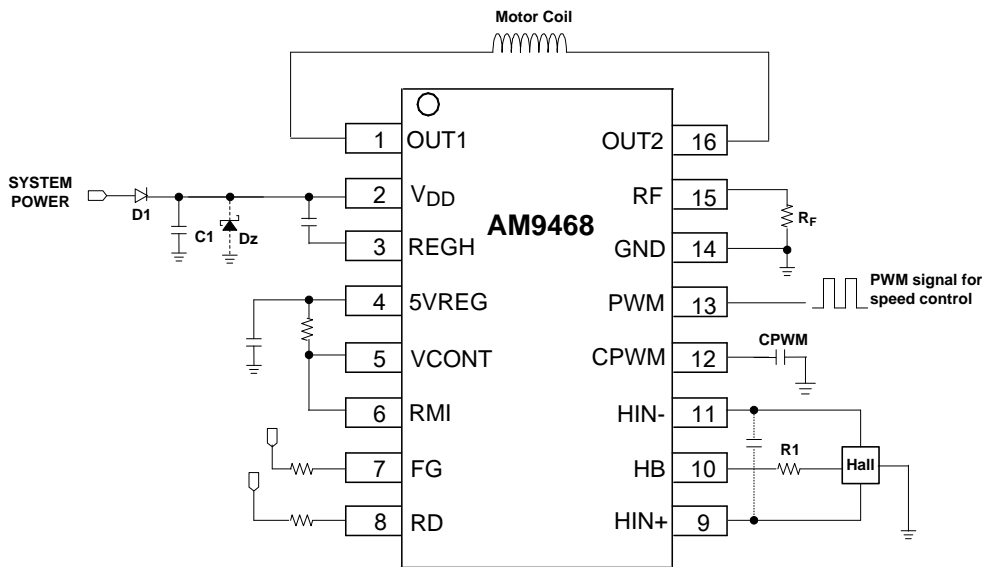 Motor Coil
1
OUT1
OUT2
16
SYSTEM
POWER
D1
C1
Dz
2
VDD
RF
15
RF
AM9468
3
REGH
GND
14
4
5VREG
PWM
13
PWM signal for
speed control
5
VCONT
CPWM
12
CPWM
6
RMI
HIN-
11
7
FG
HB
10
R1
Hall
8
RD
HIN+
9